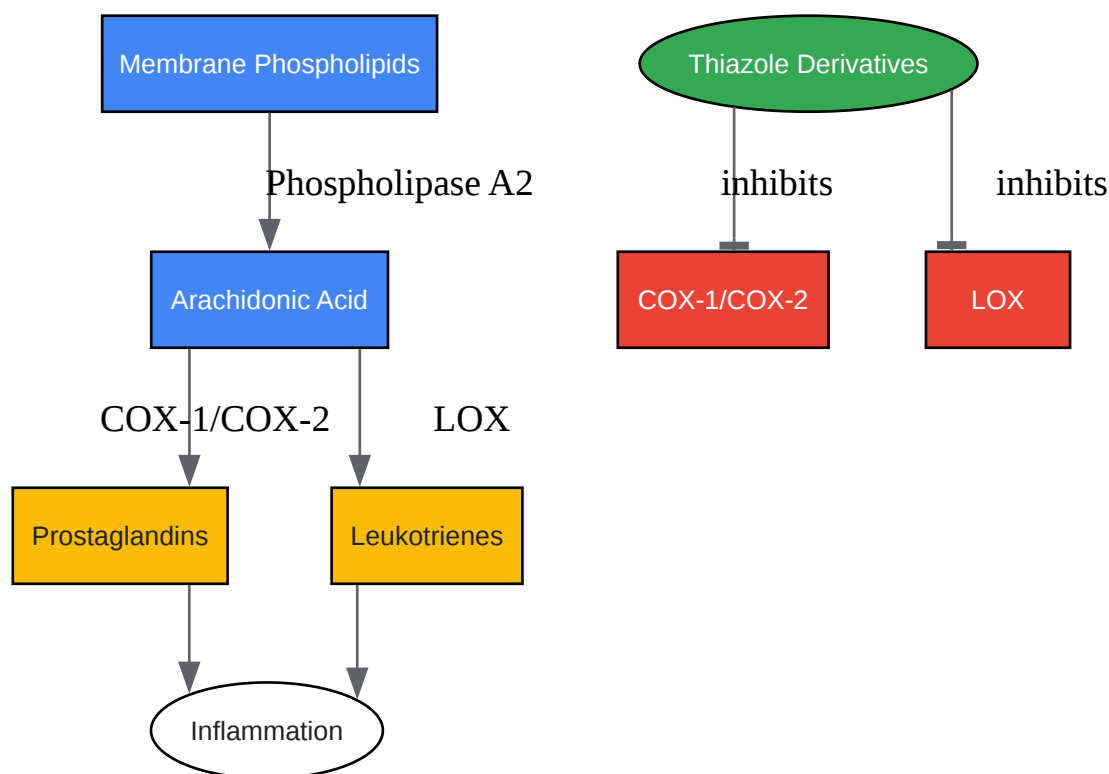 Membrane Phospholipids
Thiazole Derivatives
Phospholipase A2
inhibits
inhibits
Arachidonic Acid
COX-1/COX-2
LOX
COX-1/COX-2
LOX
Prostaglandins
Leukotrienes
Inflammation